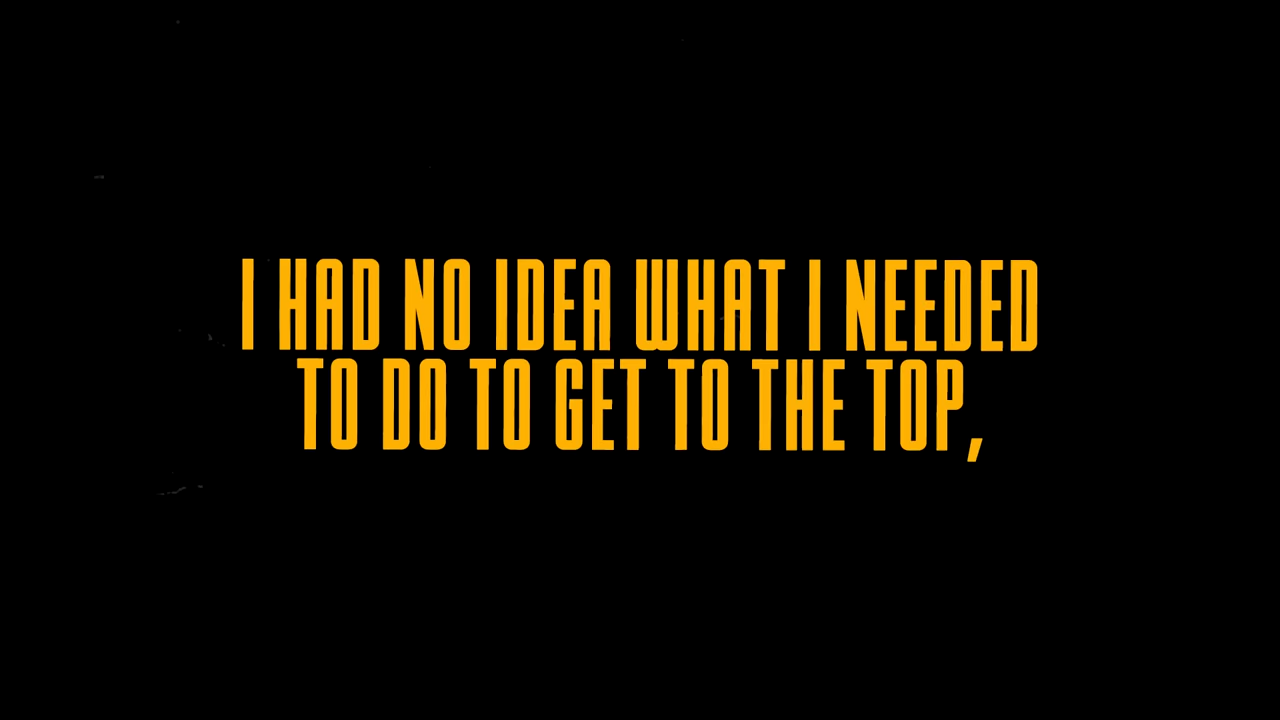 I HAD NO IDEA WHAT I NEEDED
TO DO TO GET TO THE TOP,